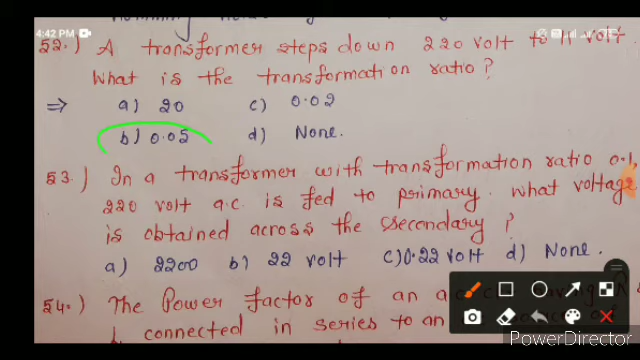 4:42 PM
52.) A transformer steps down 220 volt to 11 volt.
What is the transformation ratio?
⇒ a) 20 c) 0.02
b) 0.05 d) None.
53.) In a transformer with transformation ratio 0.1,
220 volt a.c. is fed to primary. What voltage
is obtained across the secondary?
a) 2200 b) 22 volt c) 0.22 volt d) None.
54.) The Power factor of an
connected in series to an
PowerDirector